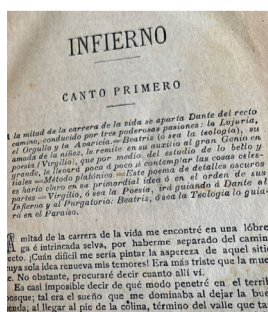 INFIERNO
CANTO PRIMERO
la mitad de la carrera de la vida se aparta Dante del recto
camino, conducido por tres poderosas pasiones: la Lujuria,
el Orgullo y la Avaricia.—Beatriz (ó sea la teología), su
amada de la niñez, le remite en su auxilio al gran Genio en
poesía (Virgilio), que por medio del estudio de lo bello y
grande, le llevará poco á poco á contemplar las cosas celes-
tiales.—Método platónico.—Este poema de detalles oscuros
es harto claro en su primordial idea ó en el orden de sus
partes.—Virgilio, ó sea la Poesía, irá guiando á Dante al
Infierno y al Purgatorio: Beatriz, ó sea la Teología lo guia-
rá en el Paraíso.
mitad de la carrera de la vida me encontré en una lóbre-
ga é intrincada selva, por haberme separado del camin
recto. ¡Cuán difícil me sería pintar la aspereza de aquel sitio
cuya sola idea renueva mis temores! Era más triste que la mue
e. No obstante, procuraré decir cuanto allí ví.
Es casi imposible decir de qué modo penetré en el terrib
bosque; tal era el sueño que me dominaba al dejar la bue
senda; al llegar al pie de la colina, término del valle que ta